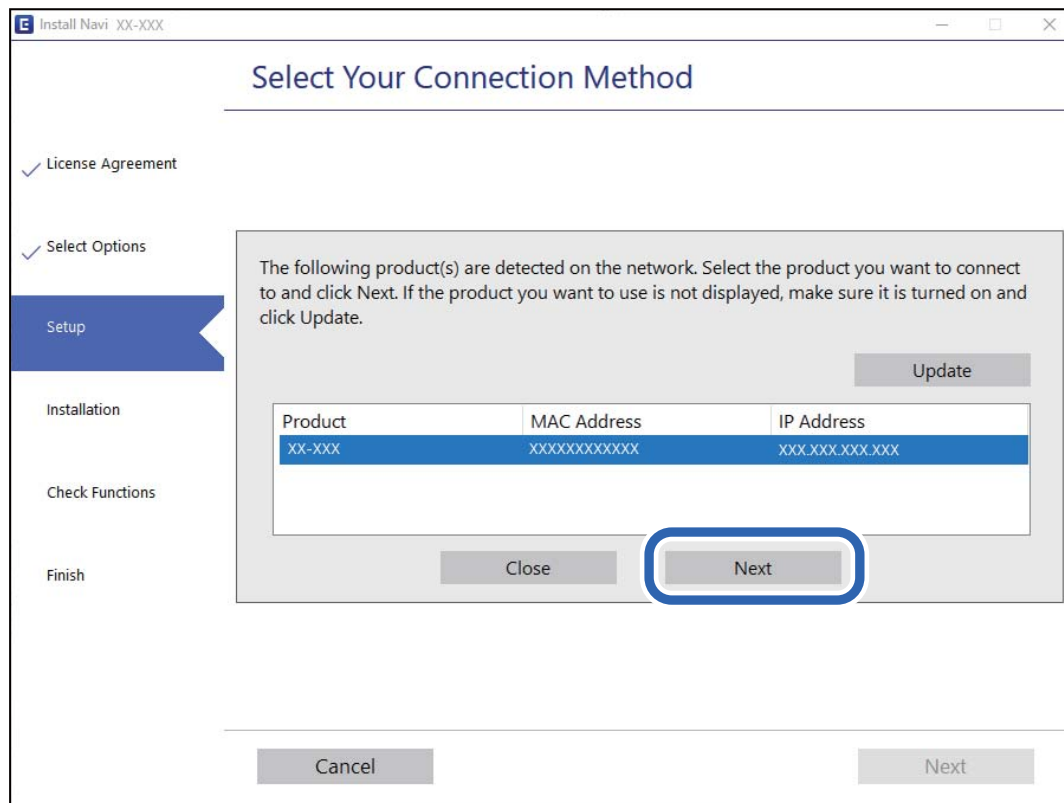 E Install Navi XX-XXX
Select Your Connection Method
License Agreement
Select Options
Setup
Installation
Check Functions
Finish
The following product(s) are detected on the network. Select the product you want to connect
to and click Next. If the product you want to use is not displayed, make sure it is turned on and
click Update.
Update
Product MAC Address IP Address
XX-XXX XXXXXXXXXXXX XXX.XXX.XXX.XXX
Close Next
Cancel Next